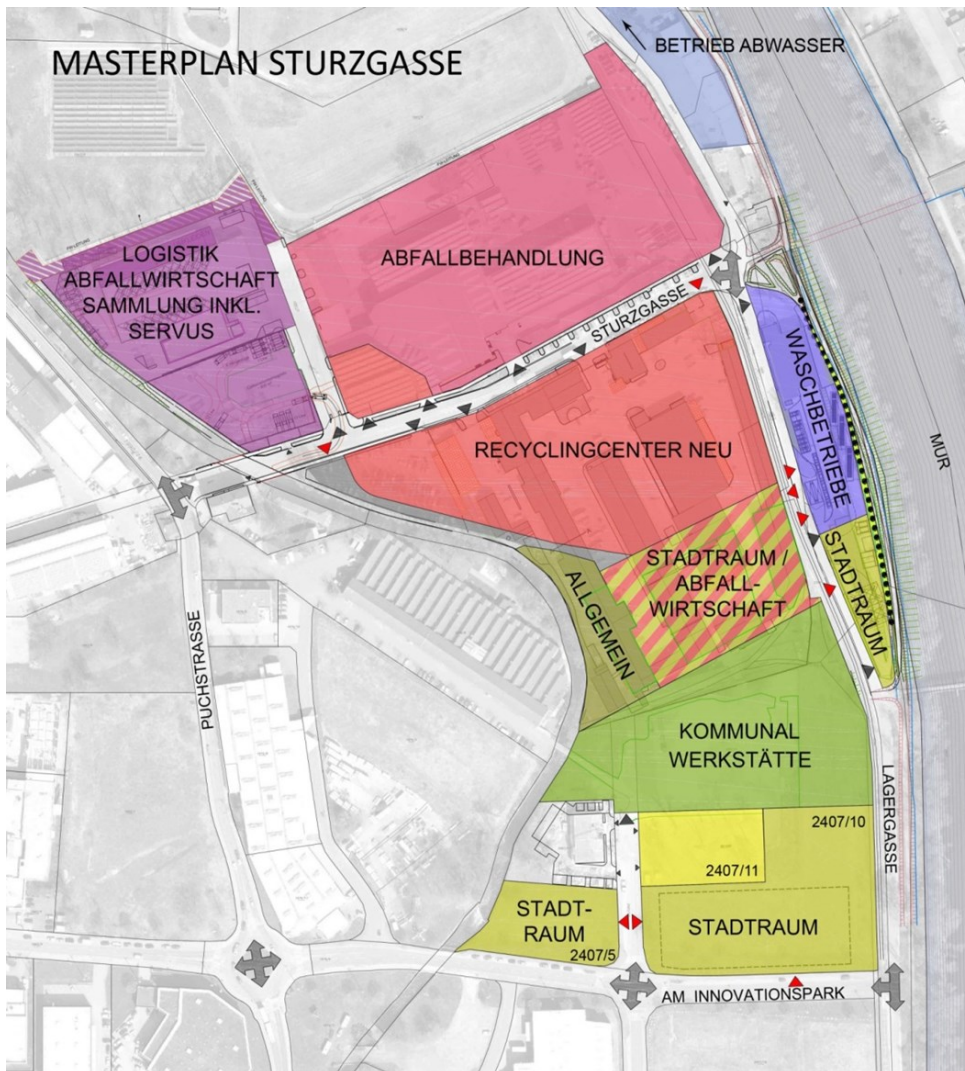 MASTERPLAN STURZGASSE
BETRIEB ABWASSER
LOGISTIK
ABFALLWIRTSCHAFT
SAMMLUNG INKL.
SERVUS
ABFALLBEHANDLUNG
STURZGASSE
RECYCLINGCENTER NEU
WASCHBETRIEBE
MUR
STADTRAUM /
ABFALL-
WIRTSCHAFT
ALLGEMEIN
STADTRAUM
PUCHSTRASSE
KOMMUNAL
WERKSTÄTTE
LAGERGASSE
2407/10
2407/11
STADT-
RAUM
2407/5
STADTRAUM
AM INNOVATIONSPARK